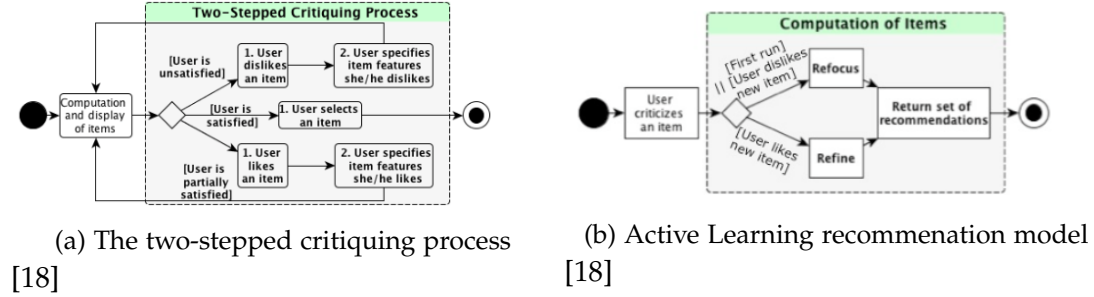 Two-Stepped Critiquing Process
Computation
and display
of items
[User is
unsatisfied]
1. User
dislikes
an item
2. User specifies
item features
she/he dislikes
[User is
satisfied]
1. User selects
an item
[User is
partially
satisfied]
1. User
likes
an item
2. User specifies
item features
she/he likes
(a) The two-stepped critiquing process
[18]
Computation of Items
User
criticizes
an item
[First run]
|| [User dislikes
new item]
Refocus
[User likes
new item]
Refine
Return set of
recommendations
(b) Active Learning recommenation model
[18]